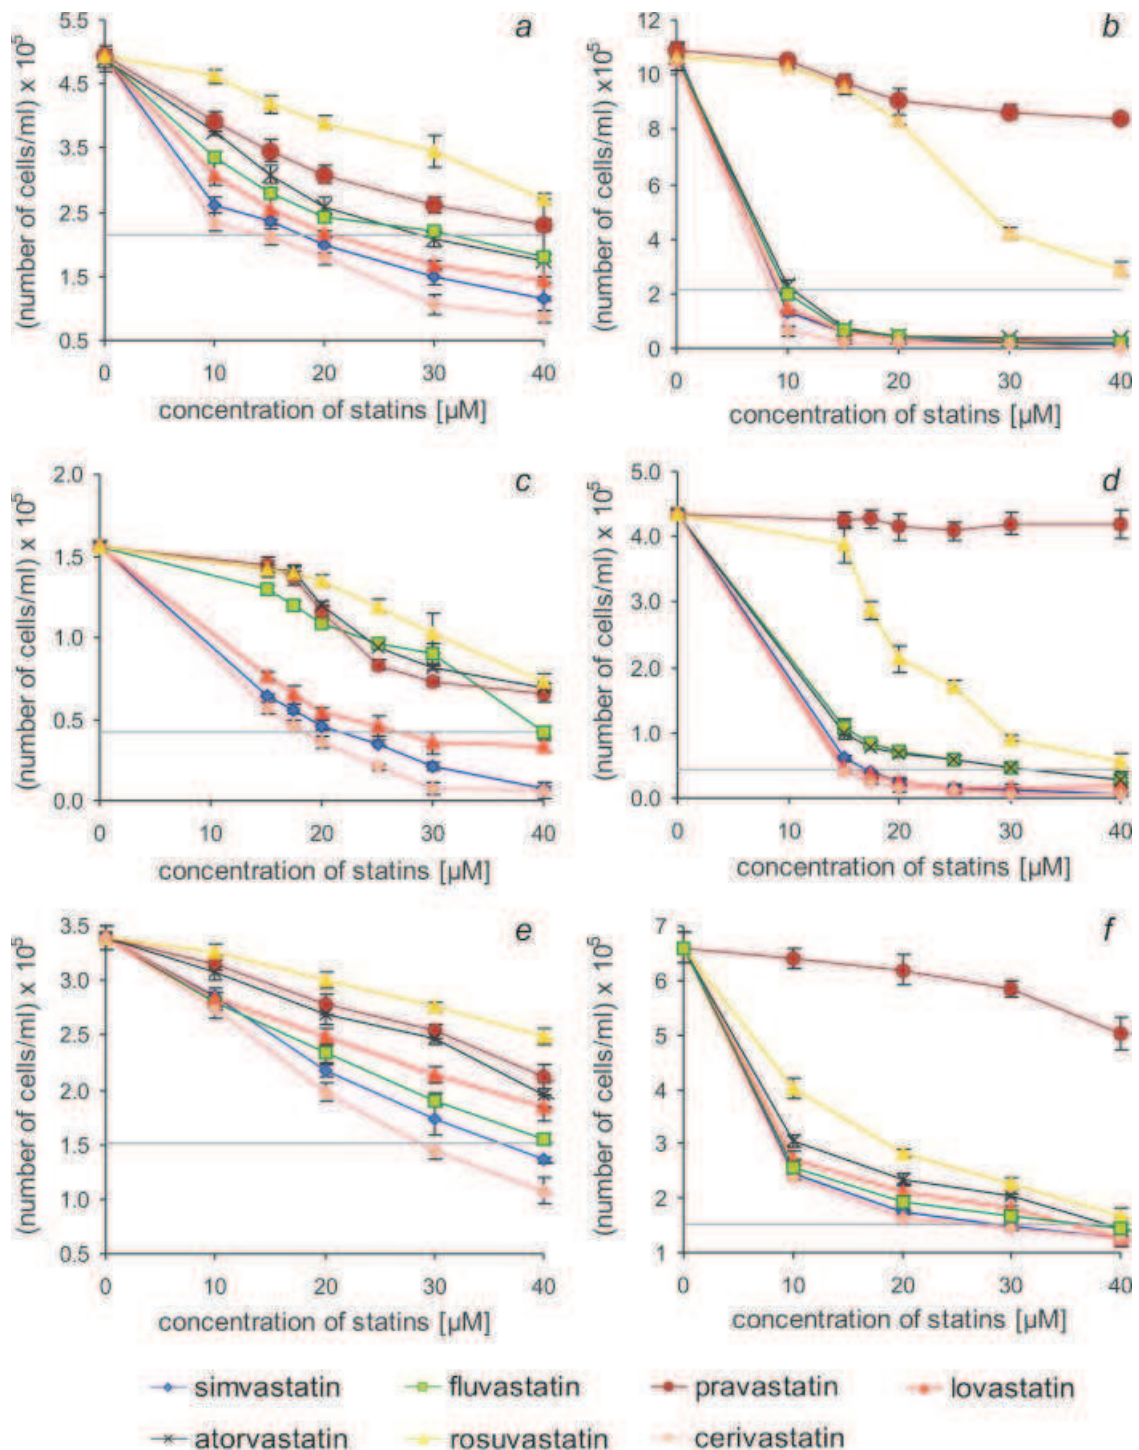 a
b
(number of cells/ml) x 10⁵
5.5
4.5
3.5
2.5
1.5
0.5
0 10 20 30 40
concentration of statins [µM]
(number of cells/ml) x10⁵
12
10
8
6
4
2
0
0 10 20 30 40
concentration of statins [µM]
c
d
(number of cells/ml) x 10⁵
2.0
1.5
1.0
0.5
0.0
0 10 20 30 40
concentration of statins [µM]
(number of cells/ml) x 10⁵
5.0
4.0
3.0
2.0
1.0
0.0
0 10 20 30 40
concentration of statins [µM]
e
f
(number of cells/ml) x 10⁵
3.5
3.0
2.5
2.0
1.5
1.0
0.5
0 10 20 30 40
concentration of statins [µM]
(number of cells/ml) x 10⁵
7
6
5
4
3
2
1
0 10 20 30 40
concentration of statins [µM]
simvastatin fluvastatin pravastatin lovastatin
atorvastatin rosuvastatin cerivastatin